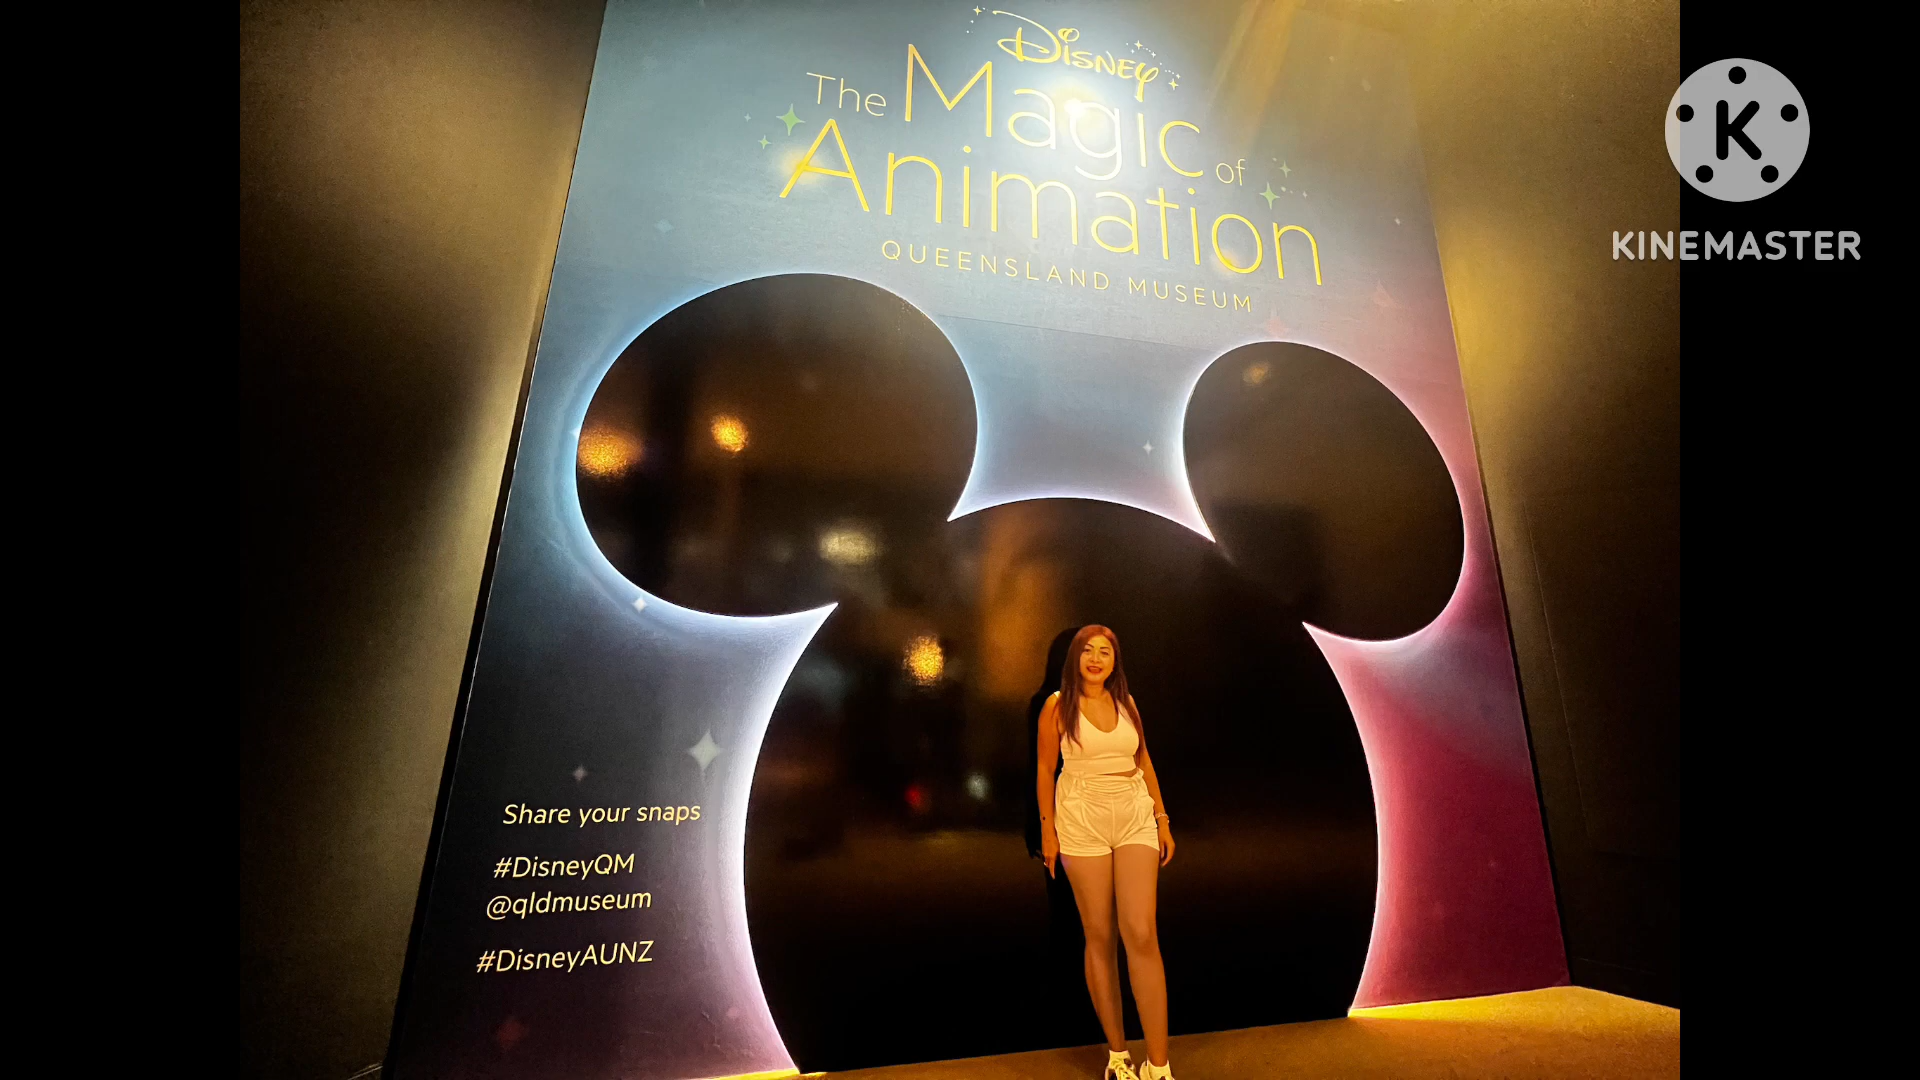 Disney
The Magic of
Animation
QUEENSLAND MUSEUM
Share your snaps
#DisneyQM
@qldmuseum
#DisneyAUNZ
K
KINEMASTER